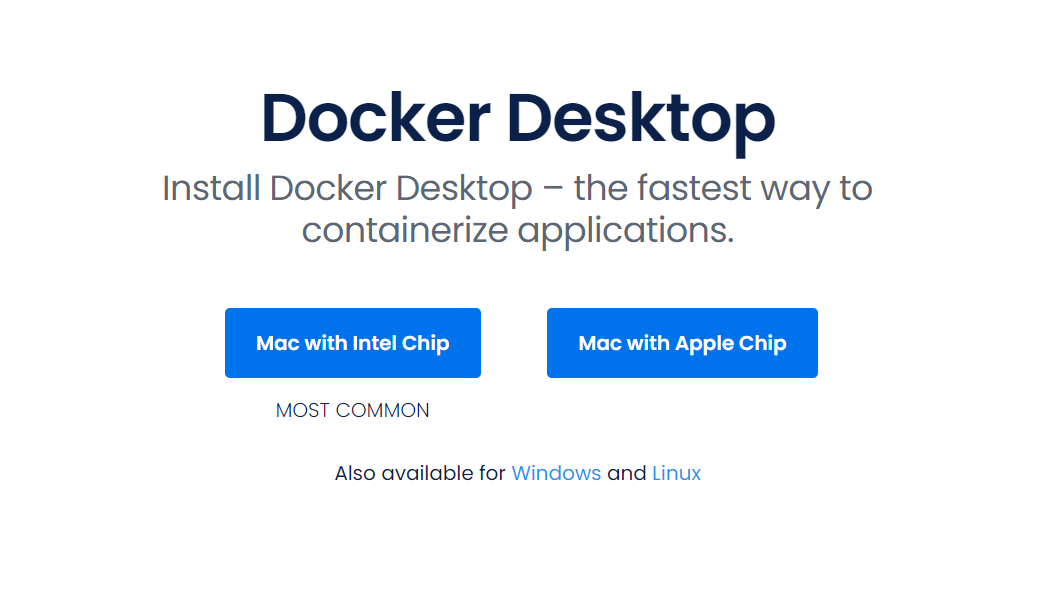 Docker Desktop
Install Docker Desktop – the fastest way to
containerize applications.
Mac with Intel Chip
Mac with Apple Chip
MOST COMMON
Also available for Windows and Linux